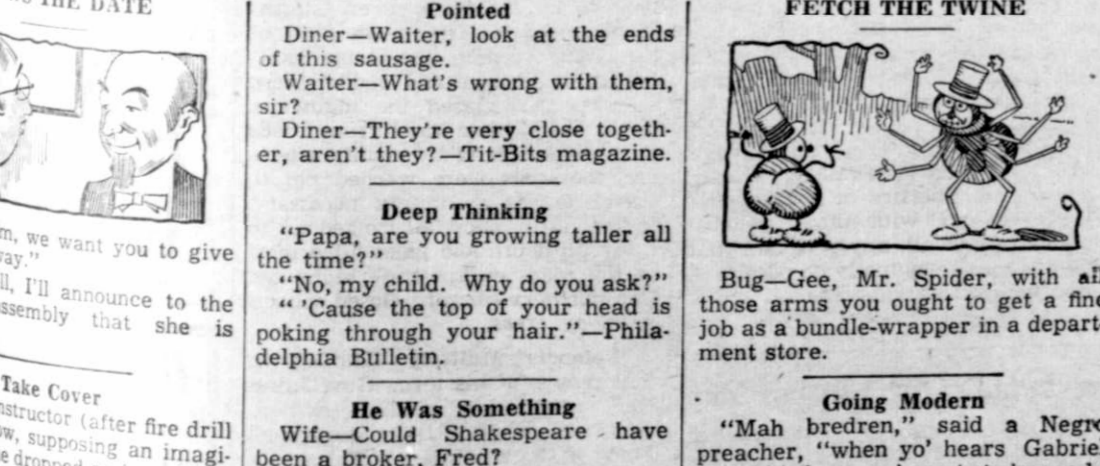 THE DATE
m, we want you to give
way."
ll, I'll announce to the
ssembly that she is
Take Cover
nstructor (after fire drill
ow, supposing an imagi-
dropped
Pointed
Diner—Waiter, look at the ends
of this sausage.
Waiter—What's wrong with them,
sir?
Diner—They're very close togeth-
er, aren't they?—Tit-Bits magazine.
Deep Thinking
"Papa, are you growing taller all
the time?"
"No, my child. Why do you ask?"
" 'Cause the top of your head is
poking through your hair."—Phila-
delphia Bulletin.
He Was Something
Wife—Could Shakespeare have
been a broker, Fred?
FETCH THE TWINE
Bug—Gee, Mr. Spider, with all
those arms you ought to get a fine
job as a bundle-wrapper in a depart-
ment store.
Going Modern
"Mah bredren," said a Negro
preacher, "when yo' hears Gabriel